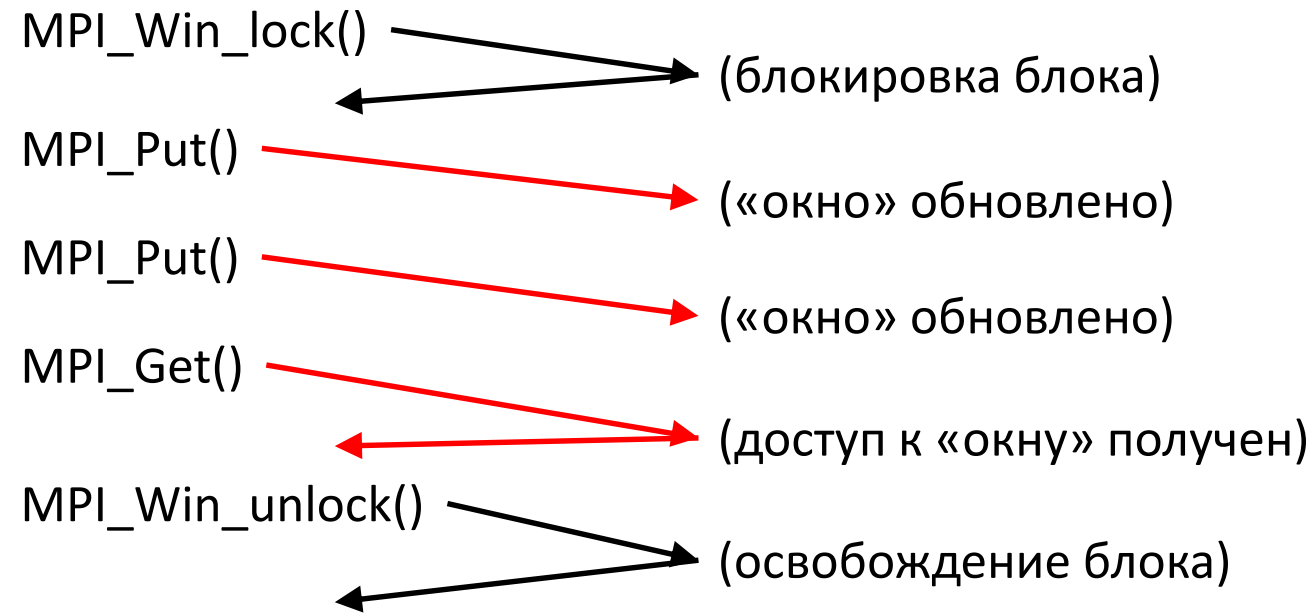 MPI_Win_lock()
(блокировка блока)
MPI_Put()
(«окно» обновлено)
MPI_Put()
(«окно» обновлено)
MPI_Get()
(доступ к «окну» получен)
MPI_Win_unlock()
(освобождение блока)